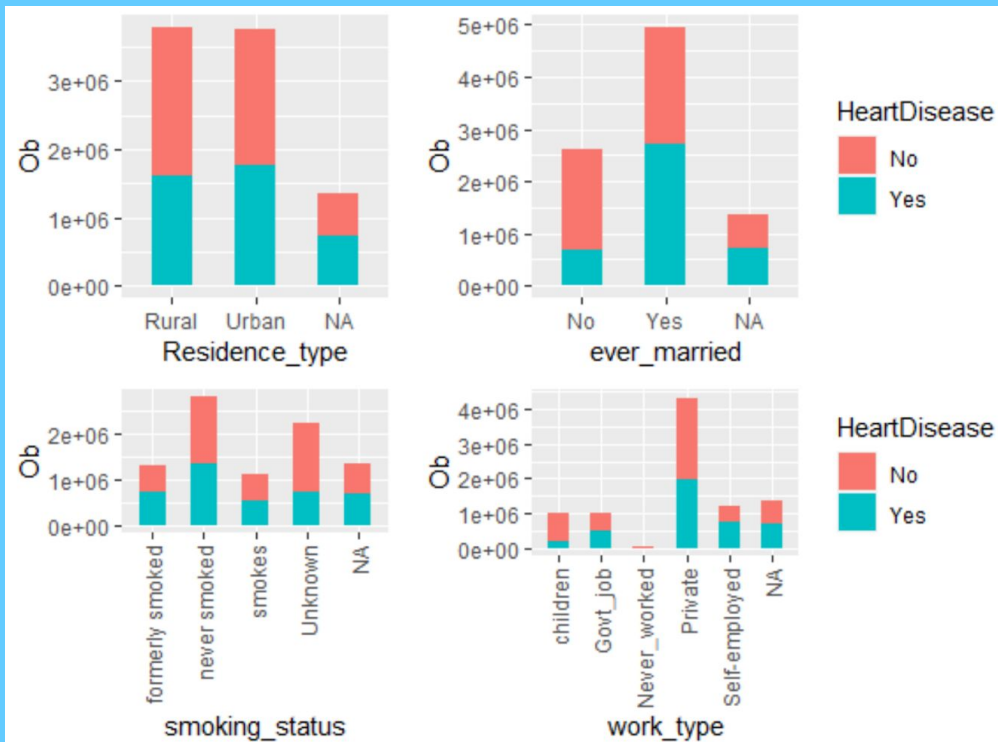 3e+06
2e+06
1e+06
0e+00
Ob
Rural Urban NA
Residence_type
5e+06
4e+06
3e+06
2e+06
1e+06
0e+00
Ob
No Yes NA
ever_married
HeartDisease
No
Yes
2e+06
1e+06
0e+00
Ob
formerly smoked
never smoked
smokes
Unknown
NA
smoking_status
4e+06
3e+06
2e+06
1e+06
0e+00
Ob
children
Govt_job
Never_worked
Private
Self-employed
NA
work_type
HeartDisease
No
Yes